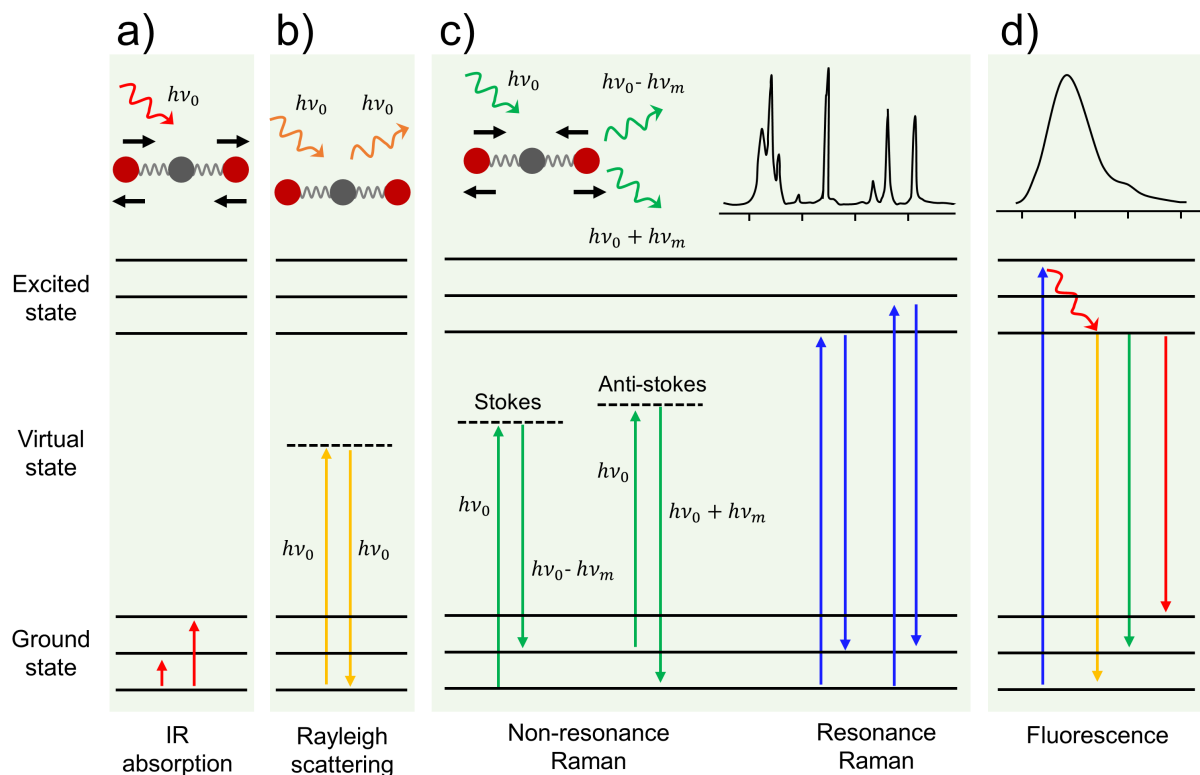 a)
b)
c)
d)
hν₀
hν₀
hν₀
hν₀
hν₀- hνₘ
hν₀ + hνₘ
Excited
state
Virtual
state
Ground
state
Stokes
Anti-stokes
hν₀
hν₀
hν₀
hν₀- hνₘ
hν₀
hν₀ + hνₘ
IR
absorption
Rayleigh
scattering
Non-resonance
Raman
Resonance
Raman
Fluorescence